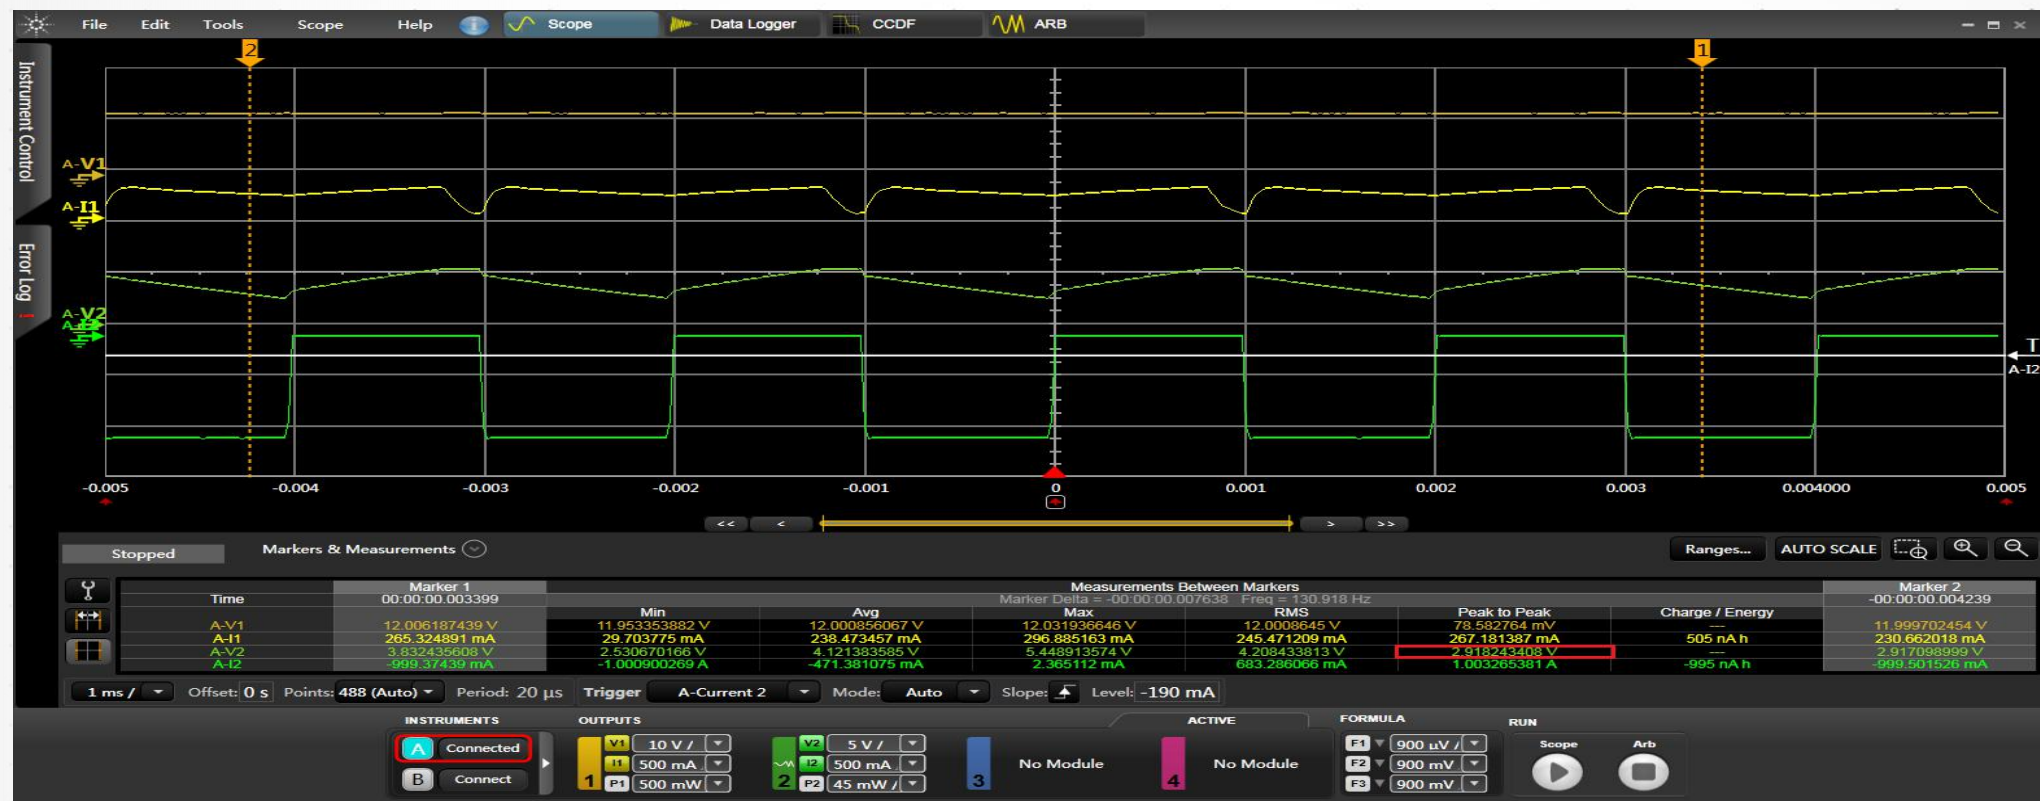 File Edit Tools Scope Help Scope Data Logger CCDF ARB
2 1
Instrument Control
Error Log 1
A-V1
A-I1
A-V2
T
A-I2
-0.005 -0.004 -0.003 -0.002 -0.001 0 0.001 0.002 0.003 0.004000 0.005
<< < > >>
Stopped Markers & Measurements Ranges... AUTO SCALE
Marker 1 Measurements Between Markers Marker 2
Time 00:00:00.003399 Marker Delta = -00:00:00.007638 Freq = 130.918 Hz -00:00:00.004239
Min Avg Max RMS Peak to Peak Charge / Energy
A-V1 12.006187439 V 11.953353882 V 12.000856067 V 12.031936646 V 12.0008645 V 78.582764 mV --- 11.999702454 V
A-I1 265.324891 mA 29.703775 mA 238.473457 mA 296.885163 mA 245.471209 mA 267.181387 mA 505 nA h 230.662018 mA
A-V2 3.832435608 V 2.530670166 V 4.121383585 V 5.448913574 V 4.208433813 V 2.918243408 V --- 2.917098999 V
A-I2 -999.37439 mA -1.000900269 A -471.381075 mA 2.365112 mA 683.286066 mA 1.003265381 A -995 nA h -999.501526 mA
1 ms / Offset: 0 s Points: 488 (Auto) Period: 20 µs Trigger A-Current 2 Mode: Auto Slope: Level: -190 mA
INSTRUMENTS OUTPUTS ACTIVE FORMULA RUN
A Connected V1 10 V / V2 5 V / F1 900 µV / Scope Arb
I1 500 mA I2 500 mA No Module No Module F2 900 mV
B Connect 1 P1 500 mW 2 P2 45 mW / 3 4 F3 900 mV